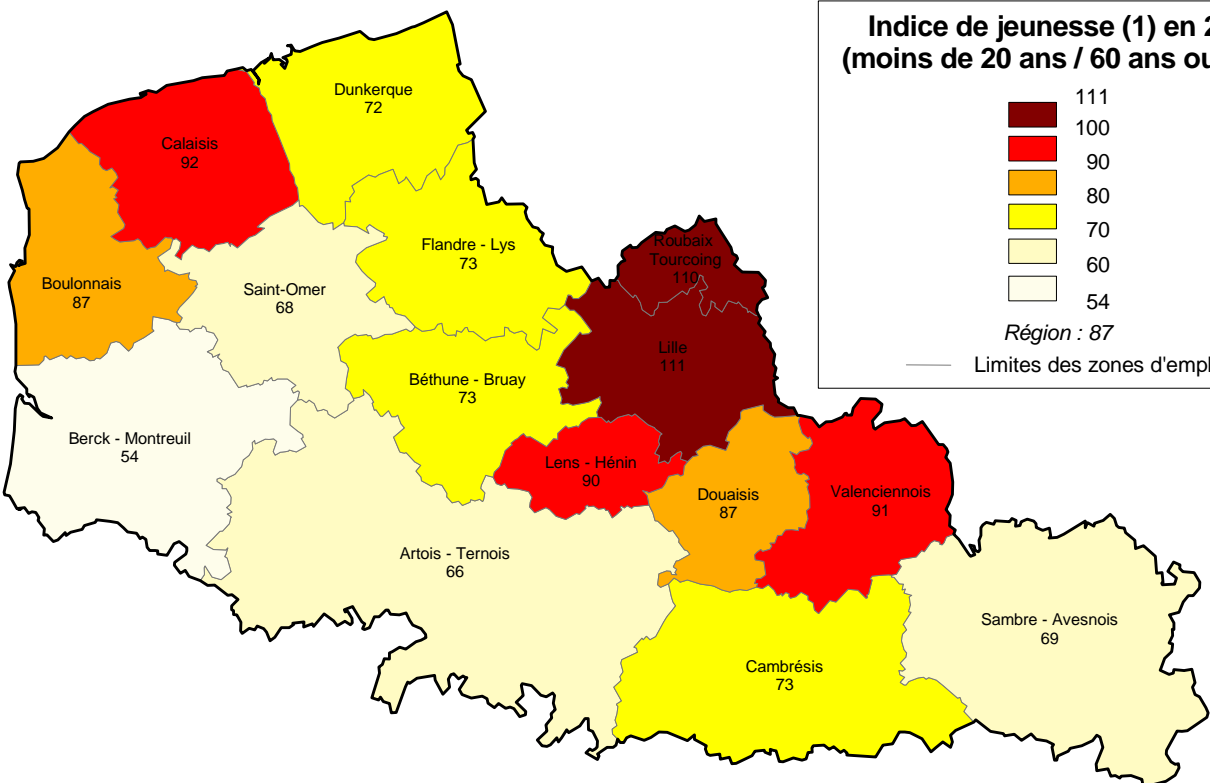 Indice de jeunesse (1) en
(moins de 20 ans / 60 ans
111
100
90
80
70
60
54
Région : 87
Limites des zones
Dunkerque
72
Calaisis
92
Flandre - Lys
73
Roubaix
Tourcoing
110
Boulonnais
87
Saint-Omer
68
Lille
111
Béthune - Bruay
73
Berck - Montreuil
54
Lens - Hénin
90
Douaisis
87
Valenciennois
91
Artois - Ternois
66
Sambre - Avesnois
69
Cambrésis
73